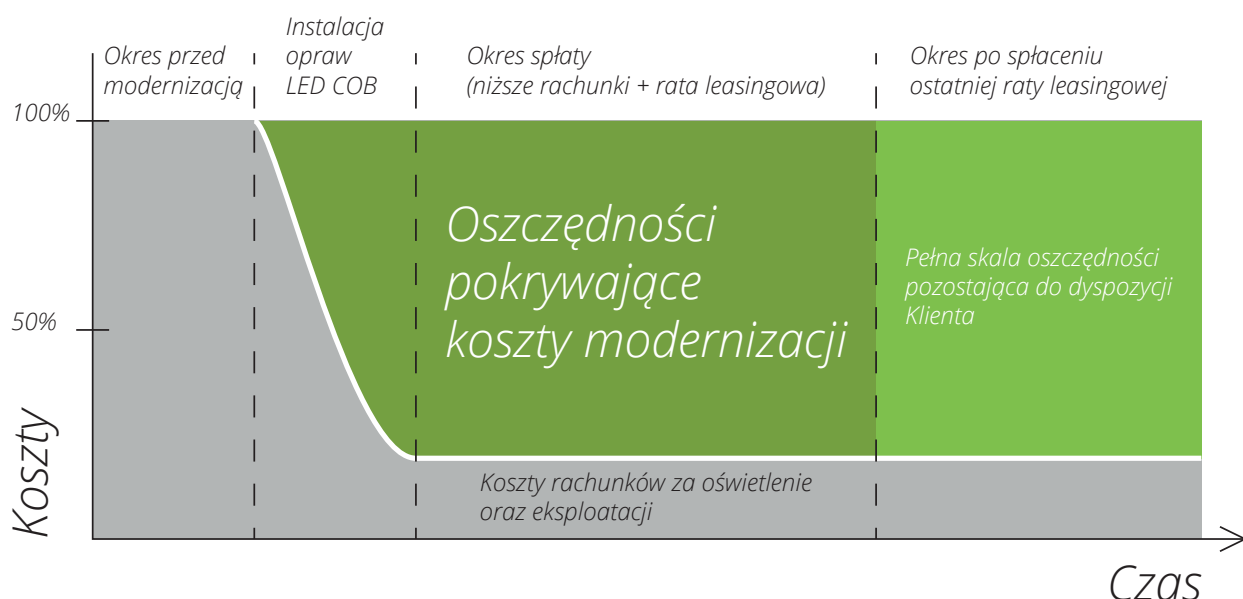 Okres przed
modernizacją
Instalacja
opraw
LED COB
Okres spłaty
(niższe rachunki + rata leasingowa)
Okres po spłaceniu
ostatniej raty leasingowej
100%
50%
Koszty
Oszczędności
pokrywające
koszty modernizacji
Pełna skala oszczędności
pozostająca do dyspozycji
Klienta
Koszty rachunków za oświetlenie
oraz eksploatacji
Czas